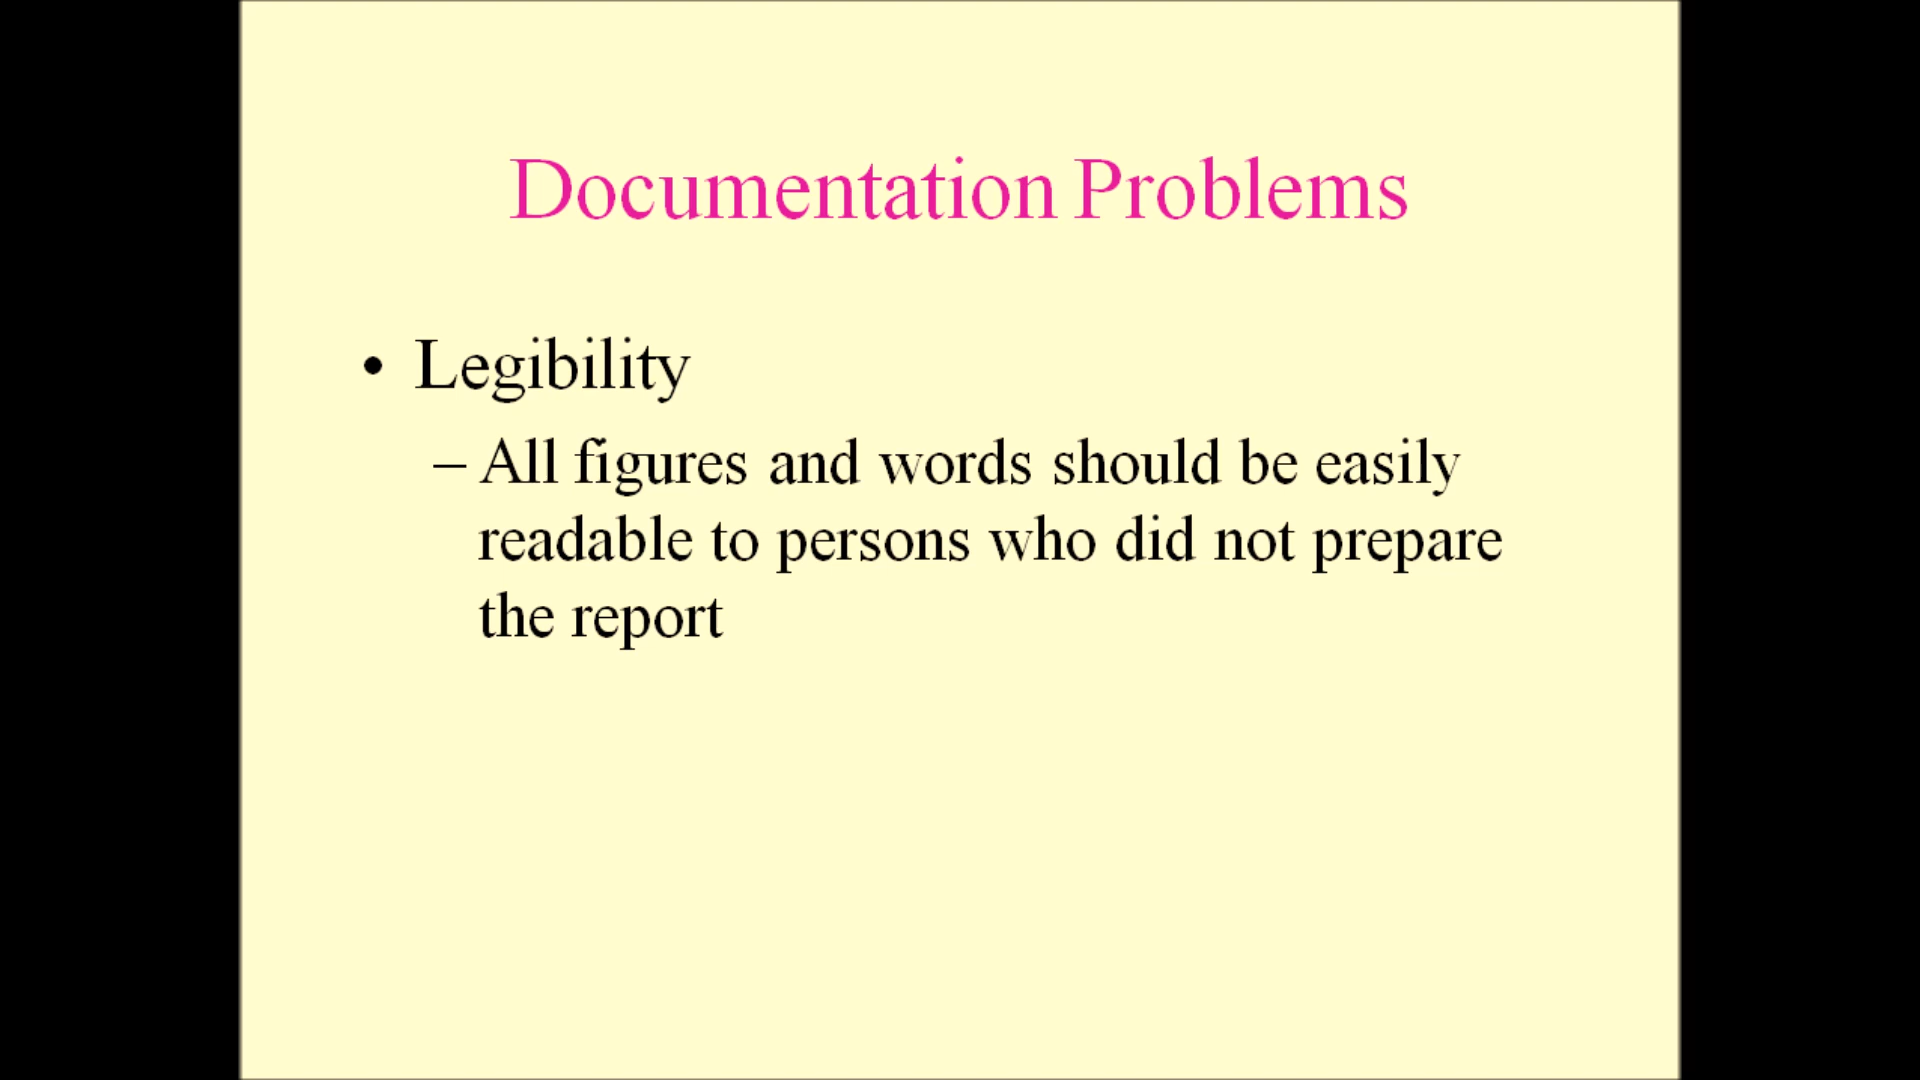 Documentation Problems
• Legibility
– All figures and words should be easily
readable to persons who did not prepare
the report